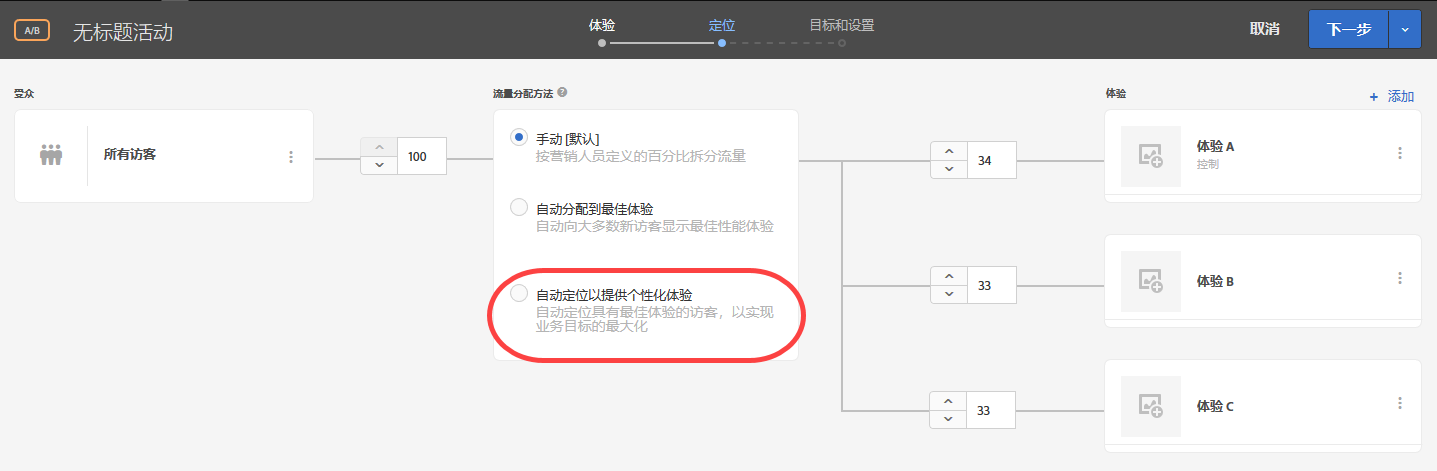 A/B
无标题活动
体验
定位
目标和设置
取消
下一步
受众
所有访客
100
流量分配方法 ?
手动 [默认]
按营销人员定义的百分比拆分流量
自动分配到最佳体验
自动向大多数新访客显示最佳性能体验
自动定位以提供个性化体验
自动定位具有最佳体验的访客，以实现
业务目标的最大化
体验
+ 添加
34
体验 A
控制
33
体验 B
33
体验 C